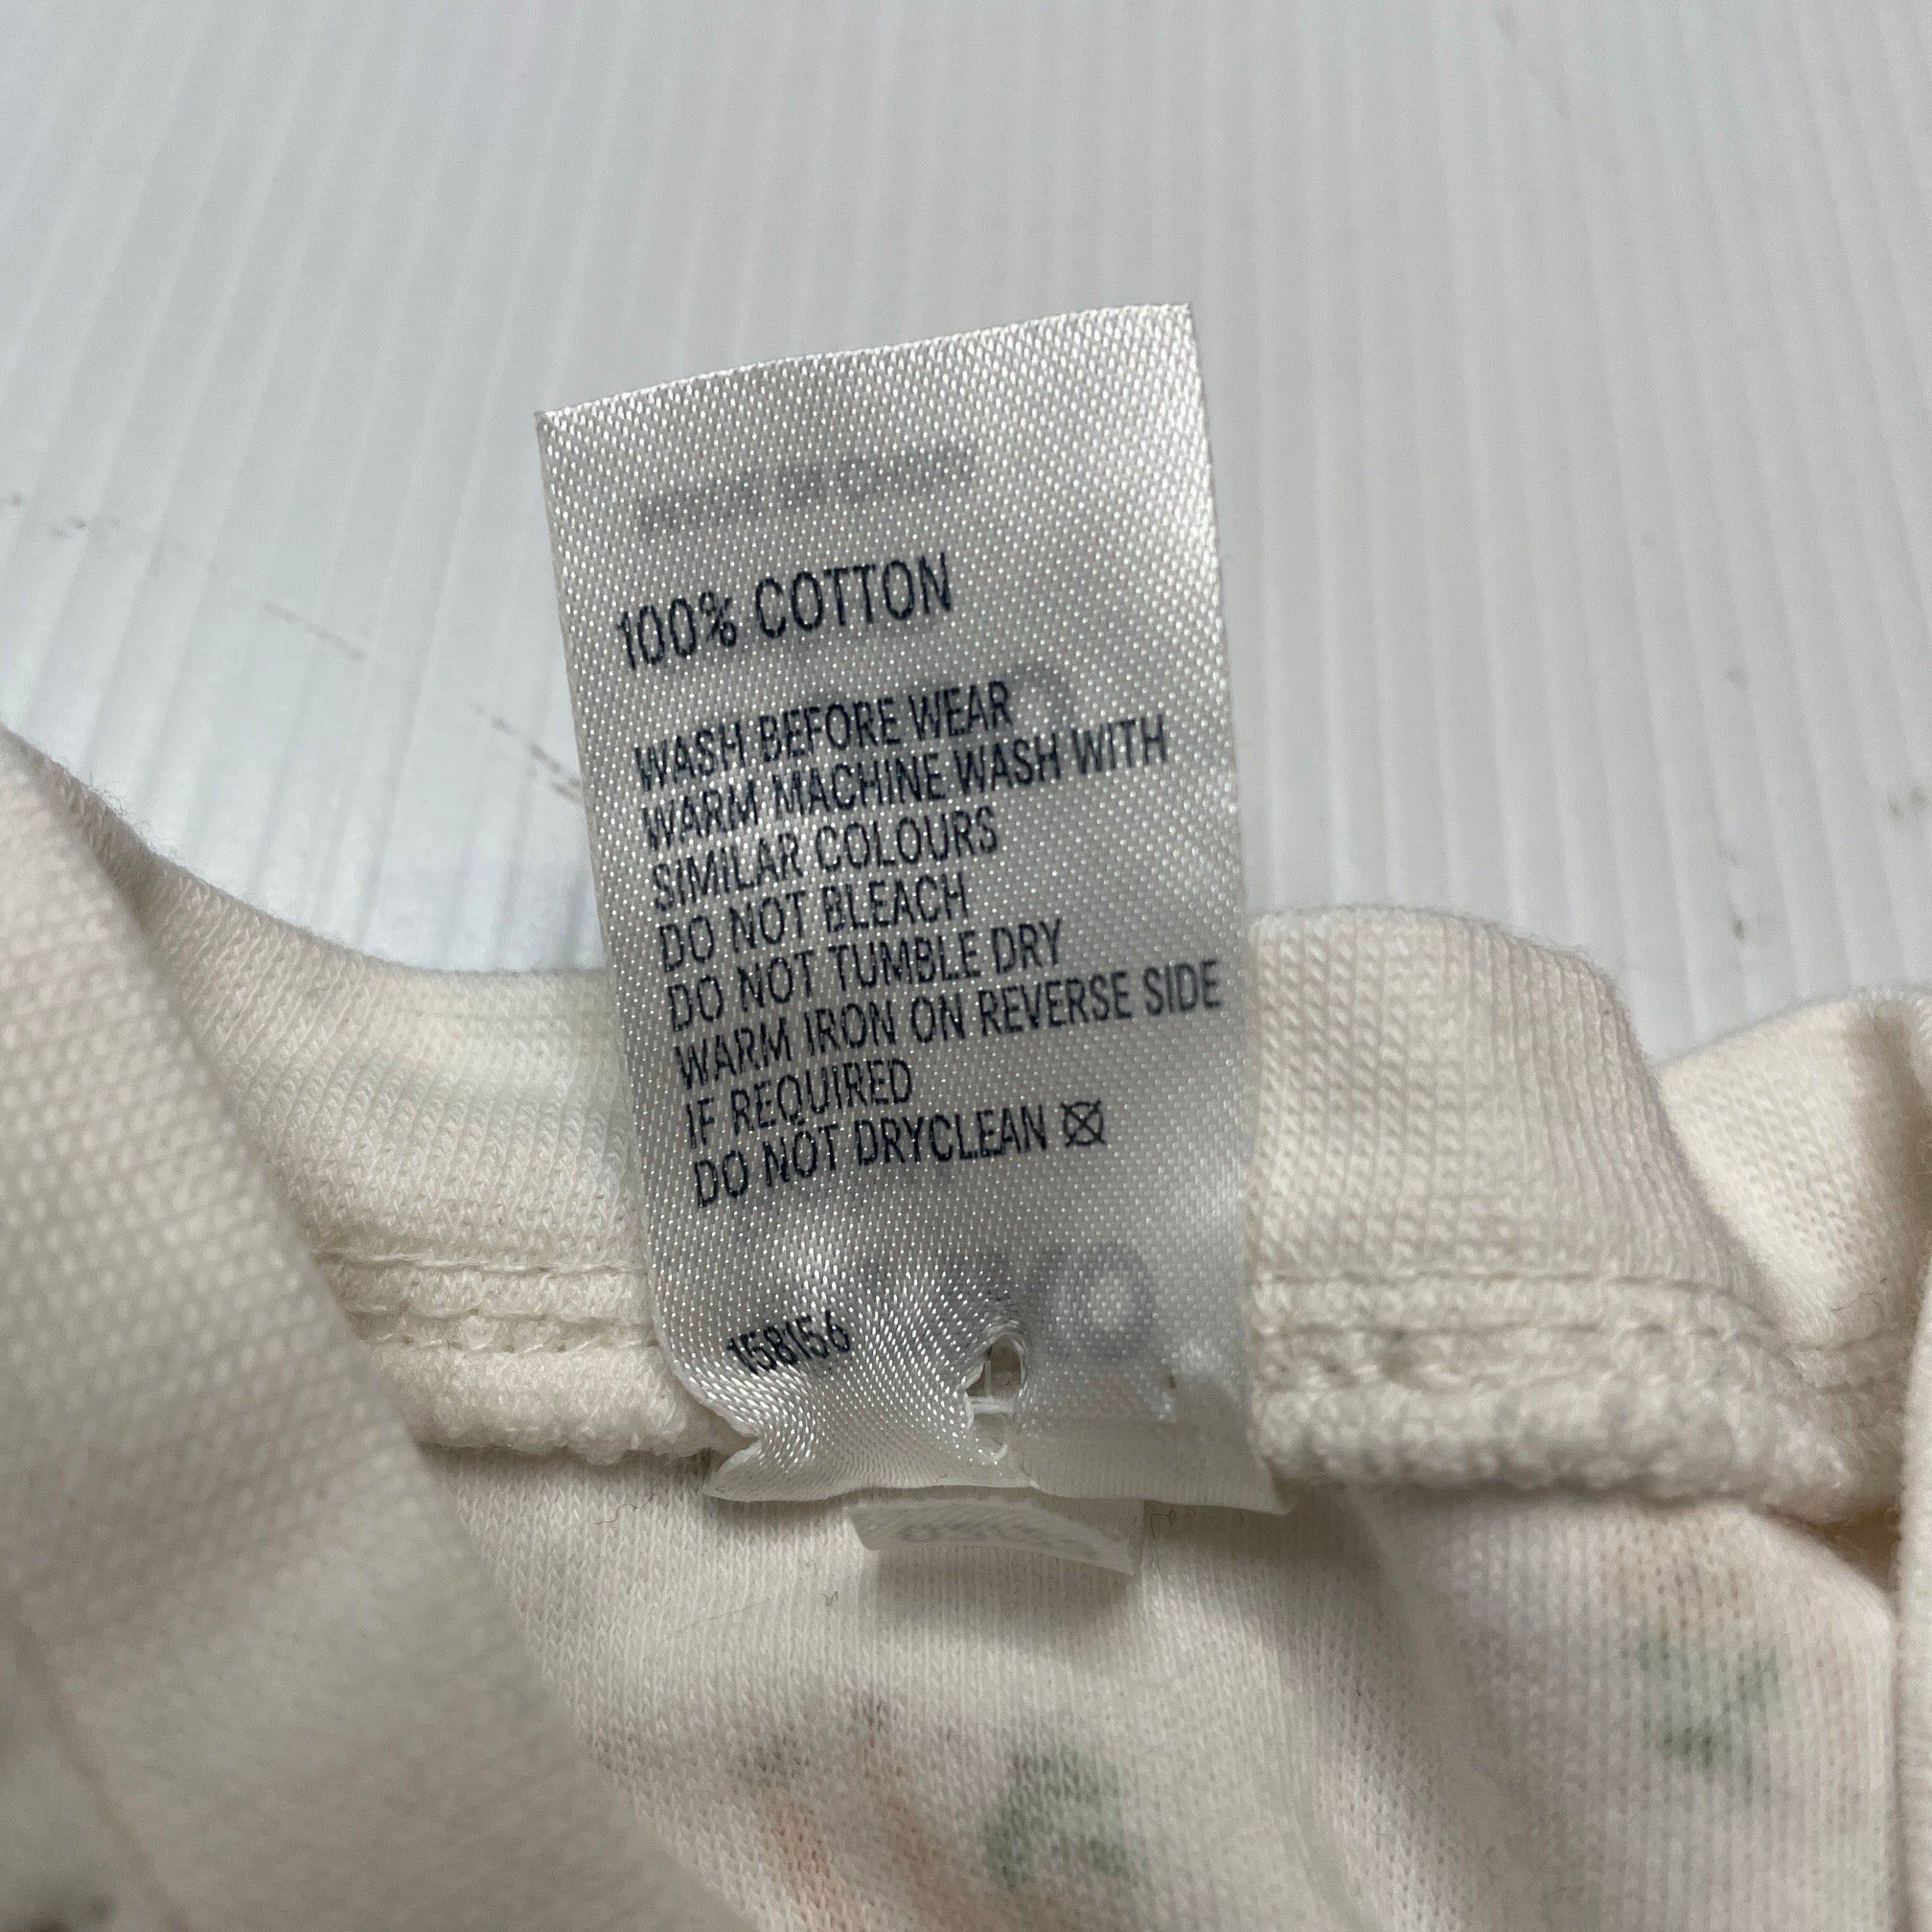 100% COTTON
WASH BEFORE WEAR
WARM MACHINE WASH WITH
SIMILAR COLOURS
DO NOT BLEACH
DO NOT TUMBLE DRY
WARM IRON ON REVERSE SIDE
IF REQUIRED
DO NOT DRYCLEAN
158156